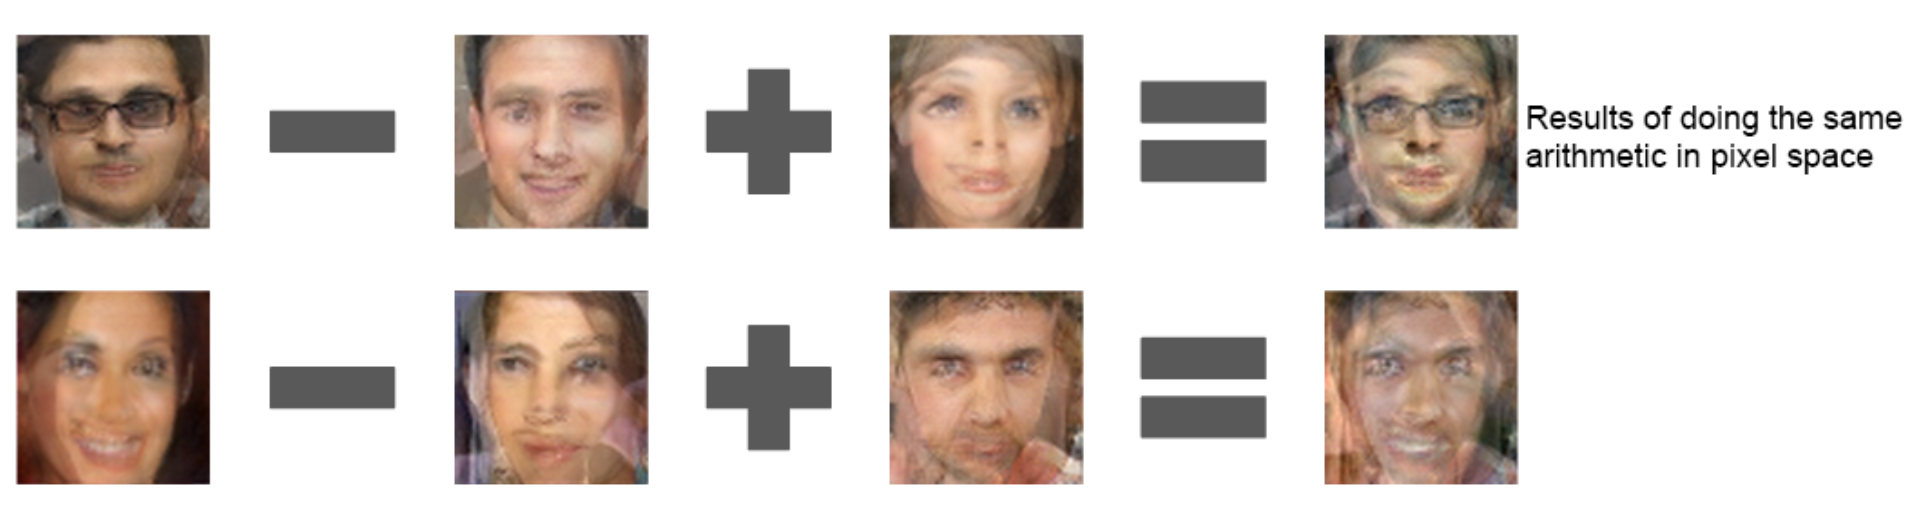 Results of doing the same
arithmetic in pixel space